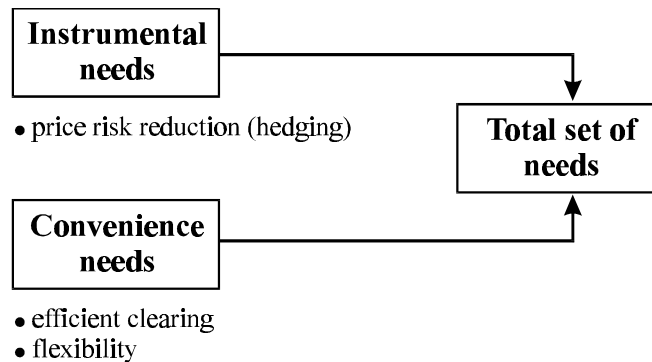 Instrumental
needs
• price risk reduction (hedging)
Total set of
needs
Convenience
needs
• efficient clearing
• flexibility